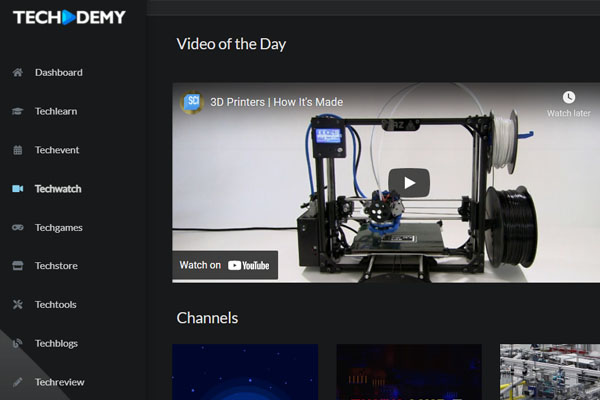 TECHDEMY
Dashboard
Techlearn
Techevent
Techwatch
Techgames
Techstore
Techtools
Techblogs
Techreview
Video of the Day
SCI
3D Printers | How It's Made
Watch later
Watch on YouTube
Channels